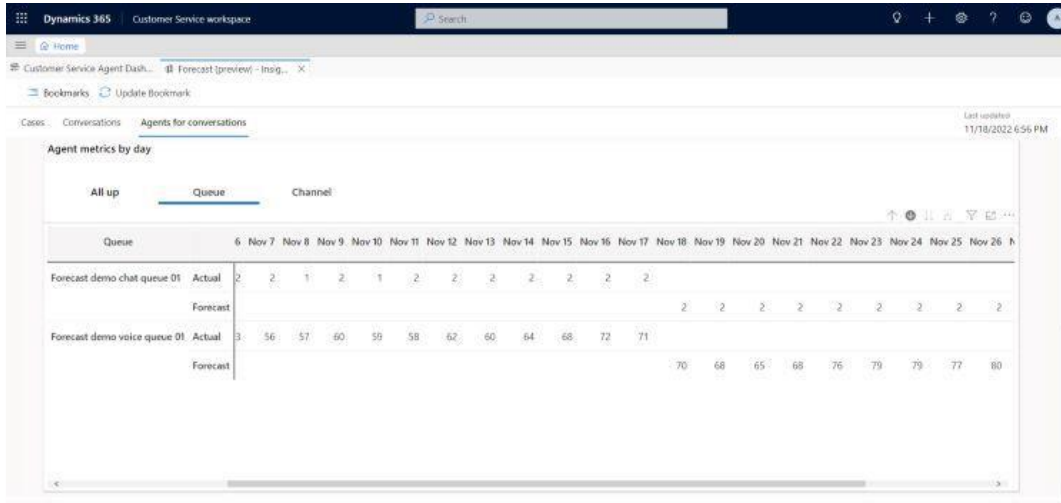 Dynamics 365 Customer Service workspace Search
Home
Customer Service Agent Dash... Forecast (preview) - Insig...
Bookmarks Update Bookmark
Cases Conversations Agents for conversations
Last updated
11/18/2022 6:56 PM
Agent metrics by day
All up Queue Channel
Queue 6 Nov 7 Nov 8 Nov 9 Nov 10 Nov 11 Nov 12 Nov 13 Nov 14 Nov 15 Nov 16 Nov 17 Nov 18 Nov 19 Nov 20 Nov 21 Nov 22 Nov 23 Nov 24 Nov 25 Nov 26 N
Forecast demo chat queue 01 Actual 2 2 1 2 1 2 2 2 2 2 2 2
Forecast 2 2 2 2 2 2 2 2 2
Forecast demo voice queue 01 Actual 3 56 57 60 59 58 62 60 64 68 72 71
Forecast 70 68 65 68 76 79 79 77 80